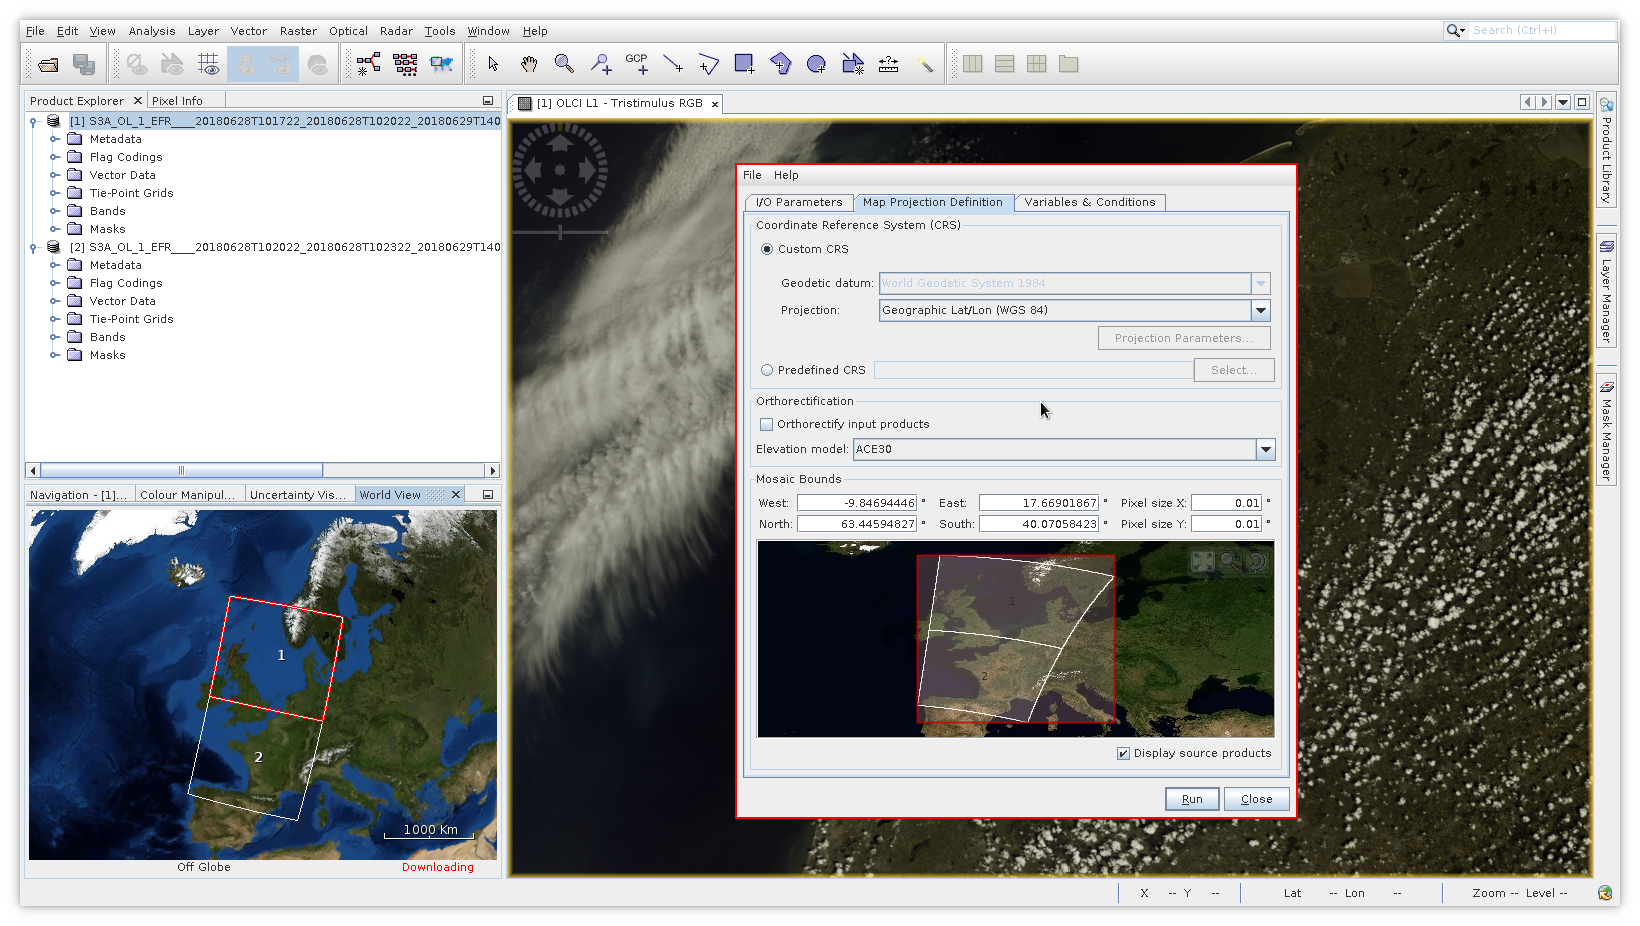 File Edit View Analysis Layer Vector Raster Optical Radar Tools Window Help
Search (Ctrl+I)
GCP GCP
Product Explorer Pixel Info
[1] S3A_OL_1_EFR____20180628T101722_20180628T102022_20180629T140
Metadata
Flag Codings
Vector Data
Tie-Point Grids
Bands
Masks
[2] S3A_OL_1_EFR____20180628T102022_20180628T102322_20180629T140
Metadata
Flag Codings
Vector Data
Tie-Point Grids
Bands
Masks
Navigation - [1]... Colour Manipul... Uncertainty Vis... World View
1
2
1000 Km
Off Globe Downloading
[1] OLCI L1 - Tristimulus RGB
File Help
I/O Parameters Map Projection Definition Variables & Conditions
Coordinate Reference System (CRS)
Custom CRS
Geodetic datum: World Geodetic System 1984
Projection: Geographic Lat/Lon (WGS 84)
Projection Parameters...
Predefined CRS Select...
Orthorectification
Orthorectify input products
Elevation model: ACE30
Mosaic Bounds
West: -9.84694446 ° East: 17.66901867 ° Pixel size X: 0.01 °
North: 63.44594827 ° South: 40.07058423 ° Pixel size Y: 0.01 °
1
2
Display source products
Run Close
Product Library
Layer Manager
Mask Manager
X -- Y -- Lat -- Lon -- Zoom -- Level --